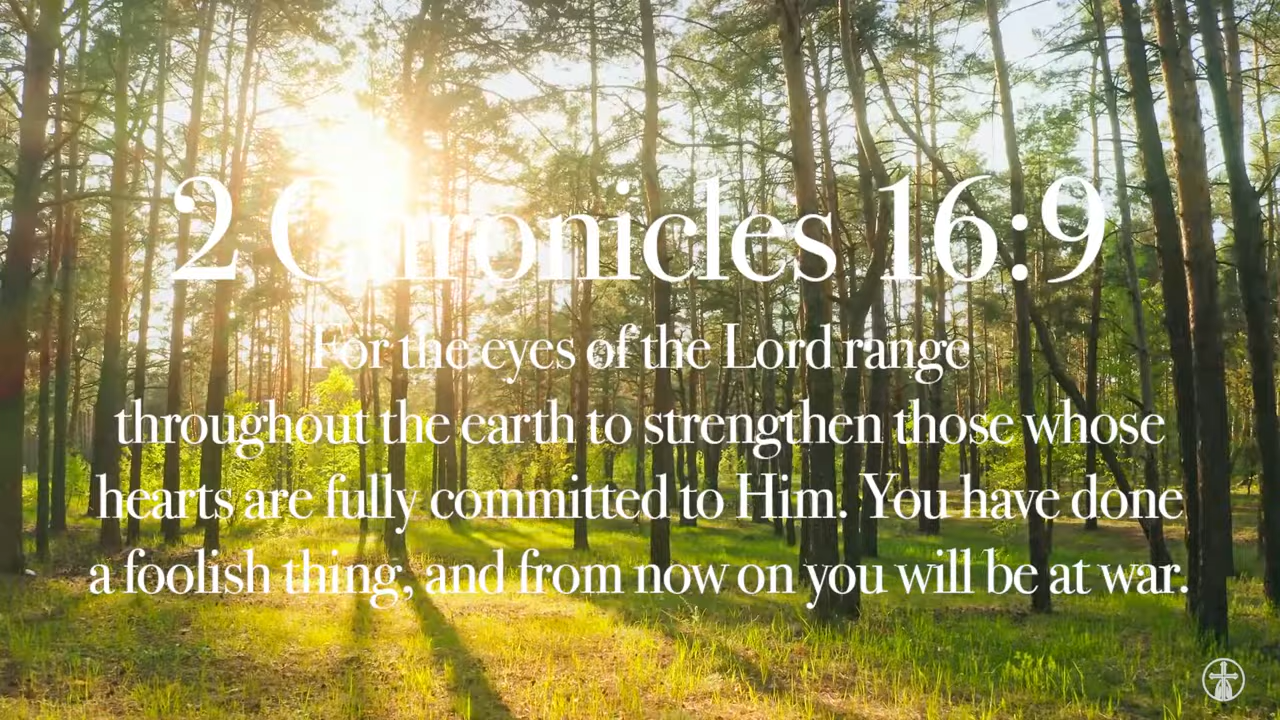 2 Chronicles 16:9
For the eyes of the Lord range
throughout the earth to strengthen those whose
hearts are fully committed to Him. You have done
a foolish thing, and from now on you will be at war.